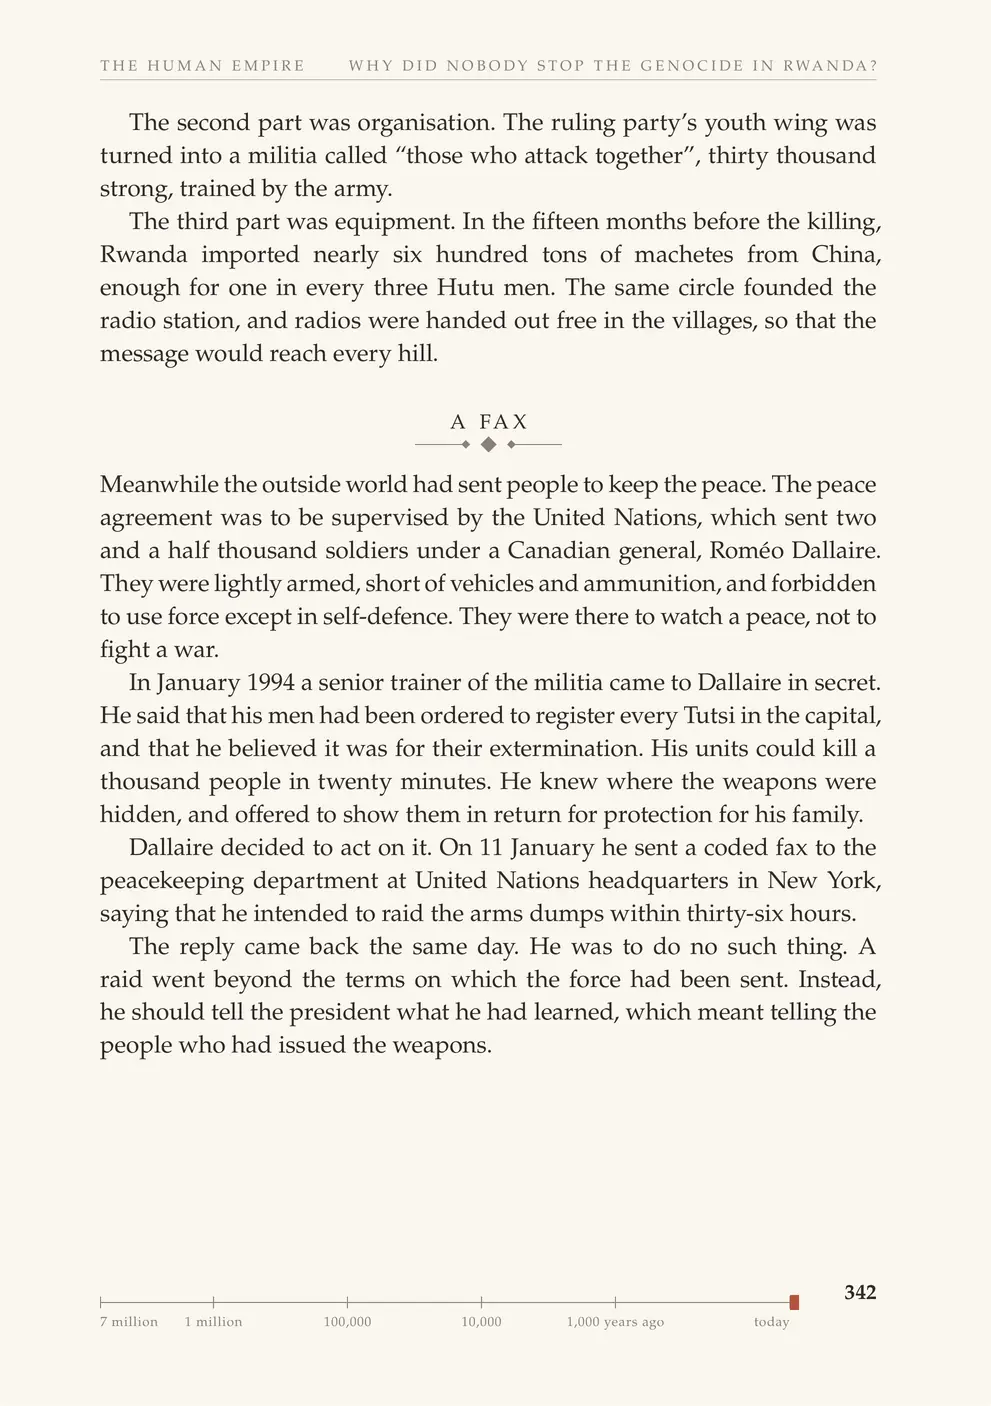 THE HUMAN EMPIRE WHY DID NOBODY STOP THE GENOCIDE IN RWANDA?
The second part was organisation. The ruling party’s youth wing was
turned into a militia called “those who attack together”, thirty thousand
strong, trained by the army.
The third part was equipment. In the fifteen months before the killing,
Rwanda imported nearly six hundred tons of machetes from China,
enough for one in every three Hutu men. The same circle founded the
radio station, and radios were handed out free in the villages, so that the
message would reach every hill.
A FAX
Meanwhile the outside world had sent people to keep the peace. The peace
agreement was to be supervised by the United Nations, which sent two
and a half thousand soldiers under a Canadian general, Roméo Dallaire.
They were lightly armed, short of vehicles and ammunition, and forbidden
to use force except in self-defence. They were there to watch a peace, not to
fight a war.
In January 1994 a senior trainer of the militia came to Dallaire in secret.
He said that his men had been ordered to register every Tutsi in the capital,
and that he believed it was for their extermination. His units could kill a
thousand people in twenty minutes. He knew where the weapons were
hidden, and offered to show them in return for protection for his family.
Dallaire decided to act on it. On 11 January he sent a coded fax to the
peacekeeping department at United Nations headquarters in New York,
saying that he intended to raid the arms dumps within thirty-six hours.
The reply came back the same day. He was to do no such thing. A
raid went beyond the terms on which the force had been sent. Instead,
he should tell the president what he had learned, which meant telling the
people who had issued the weapons.
342
7 million 1 million 100,000 10,000 1,000 years ago today